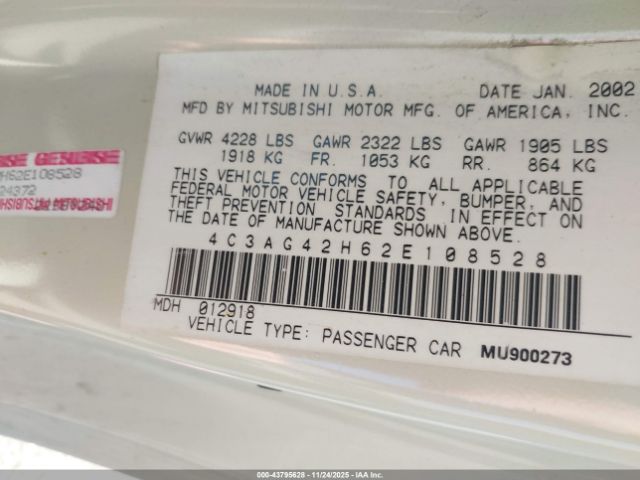 MADE IN U.S.A. DATE JAN. 2002
MFD BY MITSUBISHI MOTOR MFG. OF AMERICA, INC.
GVWR 4228 LBS GAWR 2322 LBS GAWR 1905 LBS
1918 KG FR. 1053 KG RR. 864 KG
THIS VEHICLE CONFORMS TO ALL APPLICABLE
FEDERAL MOTOR VEHICLE SAFETY, BUMPER, AND
THEFT PREVENTION STANDARDS IN EFFECT ON
THE DATE OF MANUFACTURE SHOWN ABOVE.
4C3AG42H62E108528
MDH 012918
VEHICLE TYPE: PASSENGER CAR MU900273
GENUINE
H62E108528
24372
MITSUBISHI
000-43795628 - 11/24/2025 - IAA Inc.